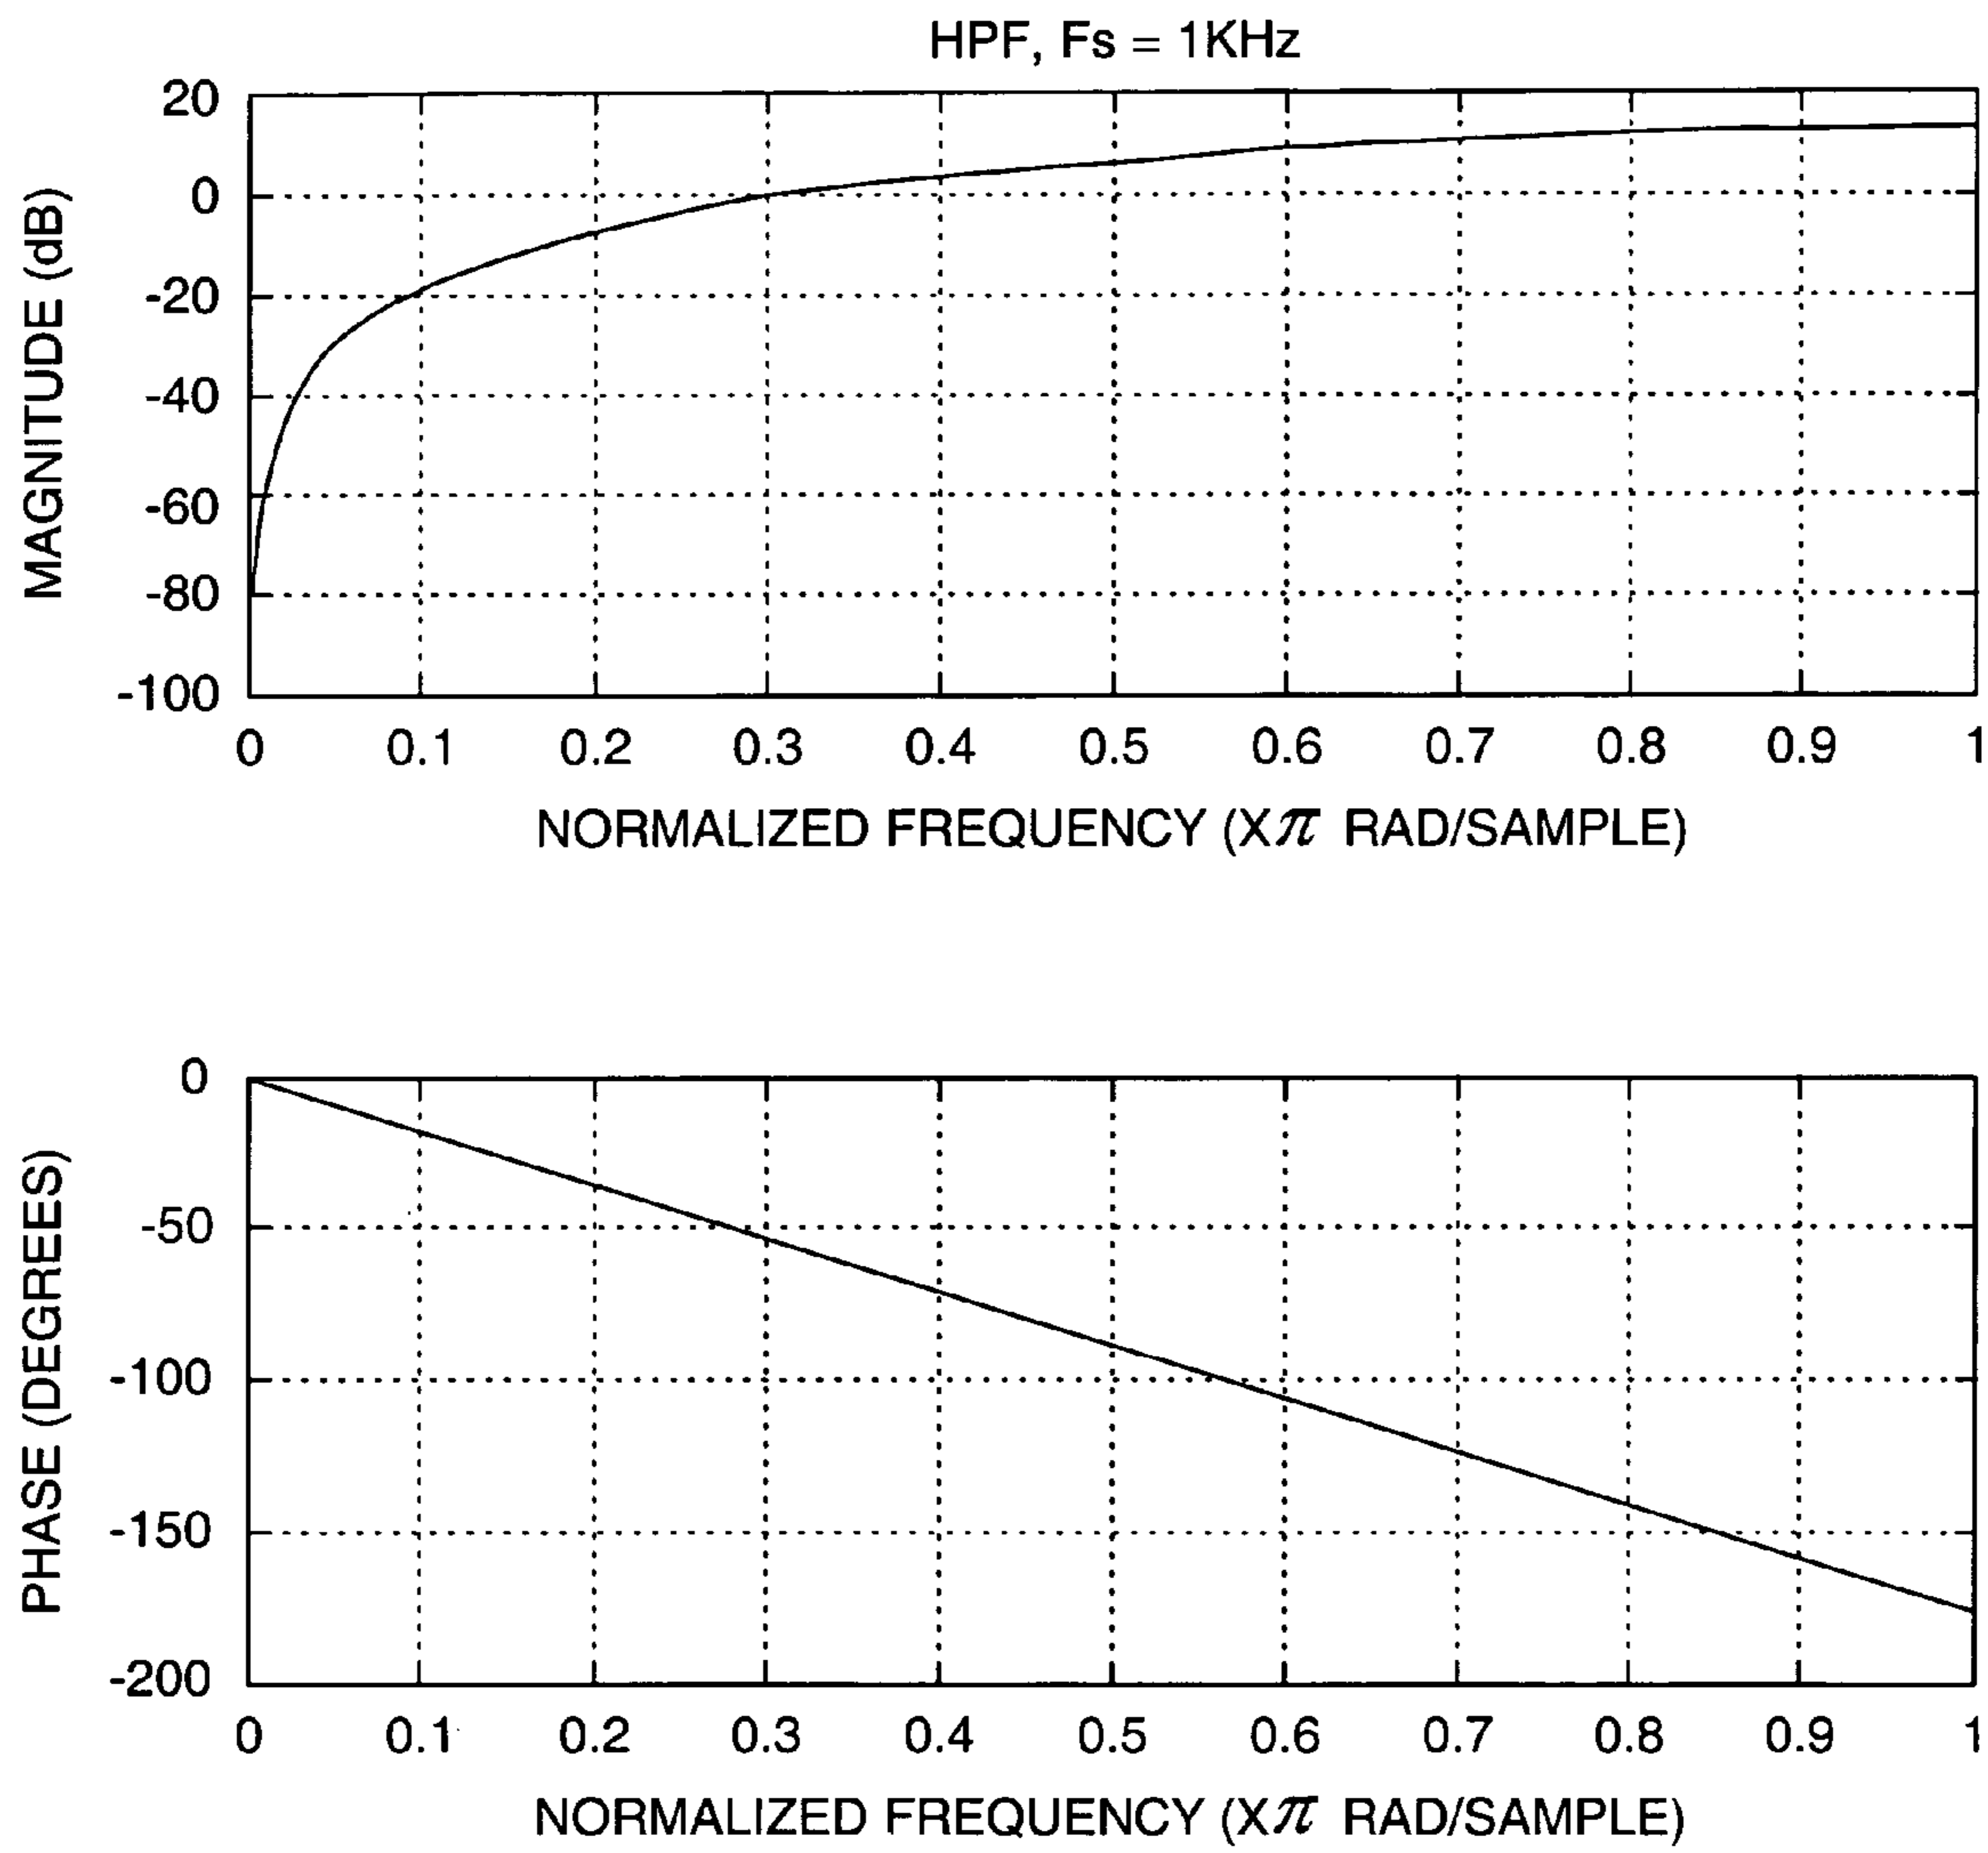 HPF, Fs = 1KHz
MAGNITUDE (dB)
20
0
-20
-40
-60
-80
-100
0 0.1 0.2 0.3 0.4 0.5 0.6 0.7 0.8 0.9 1
NORMALIZED FREQUENCY (Xπ RAD/SAMPLE)
PHASE (DEGREES)
0
-50
-100
-150
-200
0 0.1 0.2 0.3 0.4 0.5 0.6 0.7 0.8 0.9 1
NORMALIZED FREQUENCY (Xπ RAD/SAMPLE)